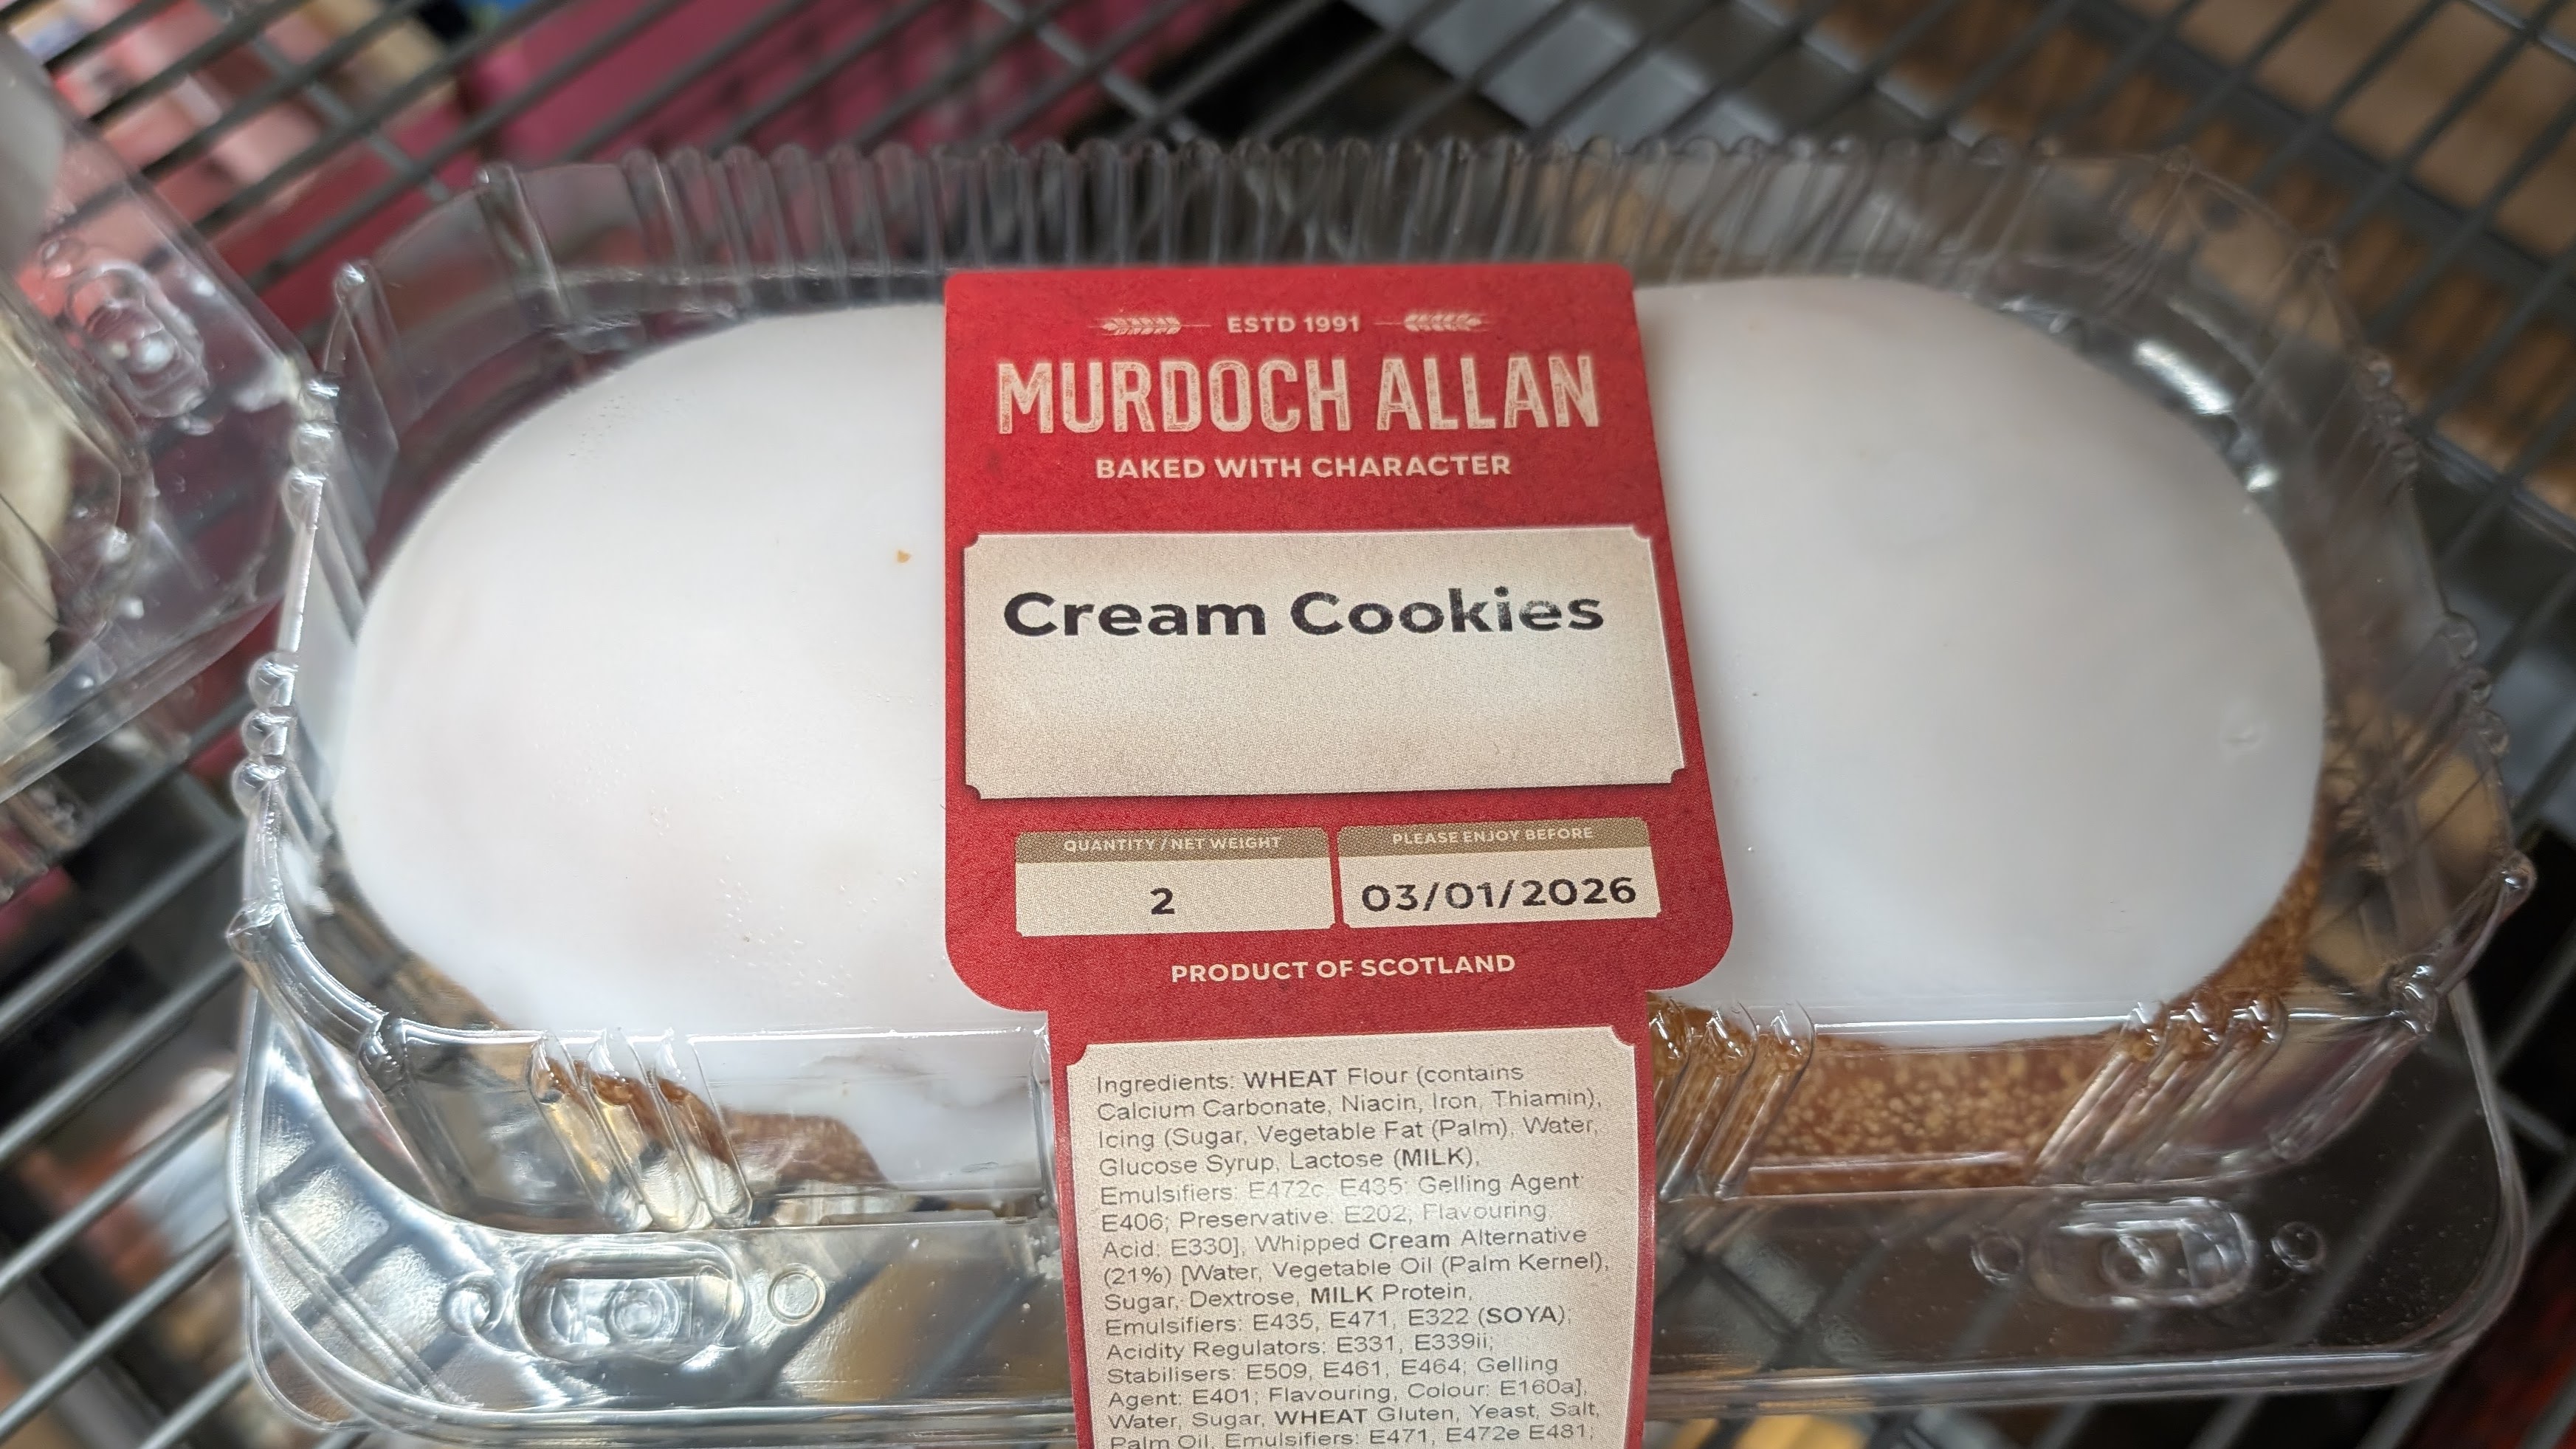 ESTD 1991
MURDOCH ALLAN
BAKED WITH CHARACTER
Cream Cookies
QUANTITY / NET WEIGHT
2
PLEASE ENJOY BEFORE
03/01/2026
PRODUCT OF SCOTLAND
Ingredients: WHEAT Flour (contains
Calcium Carbonate, Niacin, Iron, Thiamin),
Icing (Sugar, Vegetable Fat (Palm), Water,
Glucose Syrup, Lactose (MILK),
Emulsifiers: E472c, E435; Gelling Agent:
E406; Preservative: E202, Flavouring,
Acid: E330], Whipped Cream Alternative
(21%) [Water, Vegetable Oil (Palm Kernel),
Sugar, Dextrose, MILK Protein,
Emulsifiers: E435, E471, E322 (SOYA);
Acidity Regulators: E331, E339ii;
Stabilisers: E509, E461, E464; Gelling
Agent: E401; Flavouring, Colour: E160a],
Water, Sugar, WHEAT Gluten, Yeast, Salt,
Palm Oil, Emulsifiers: E471, E472e E481;